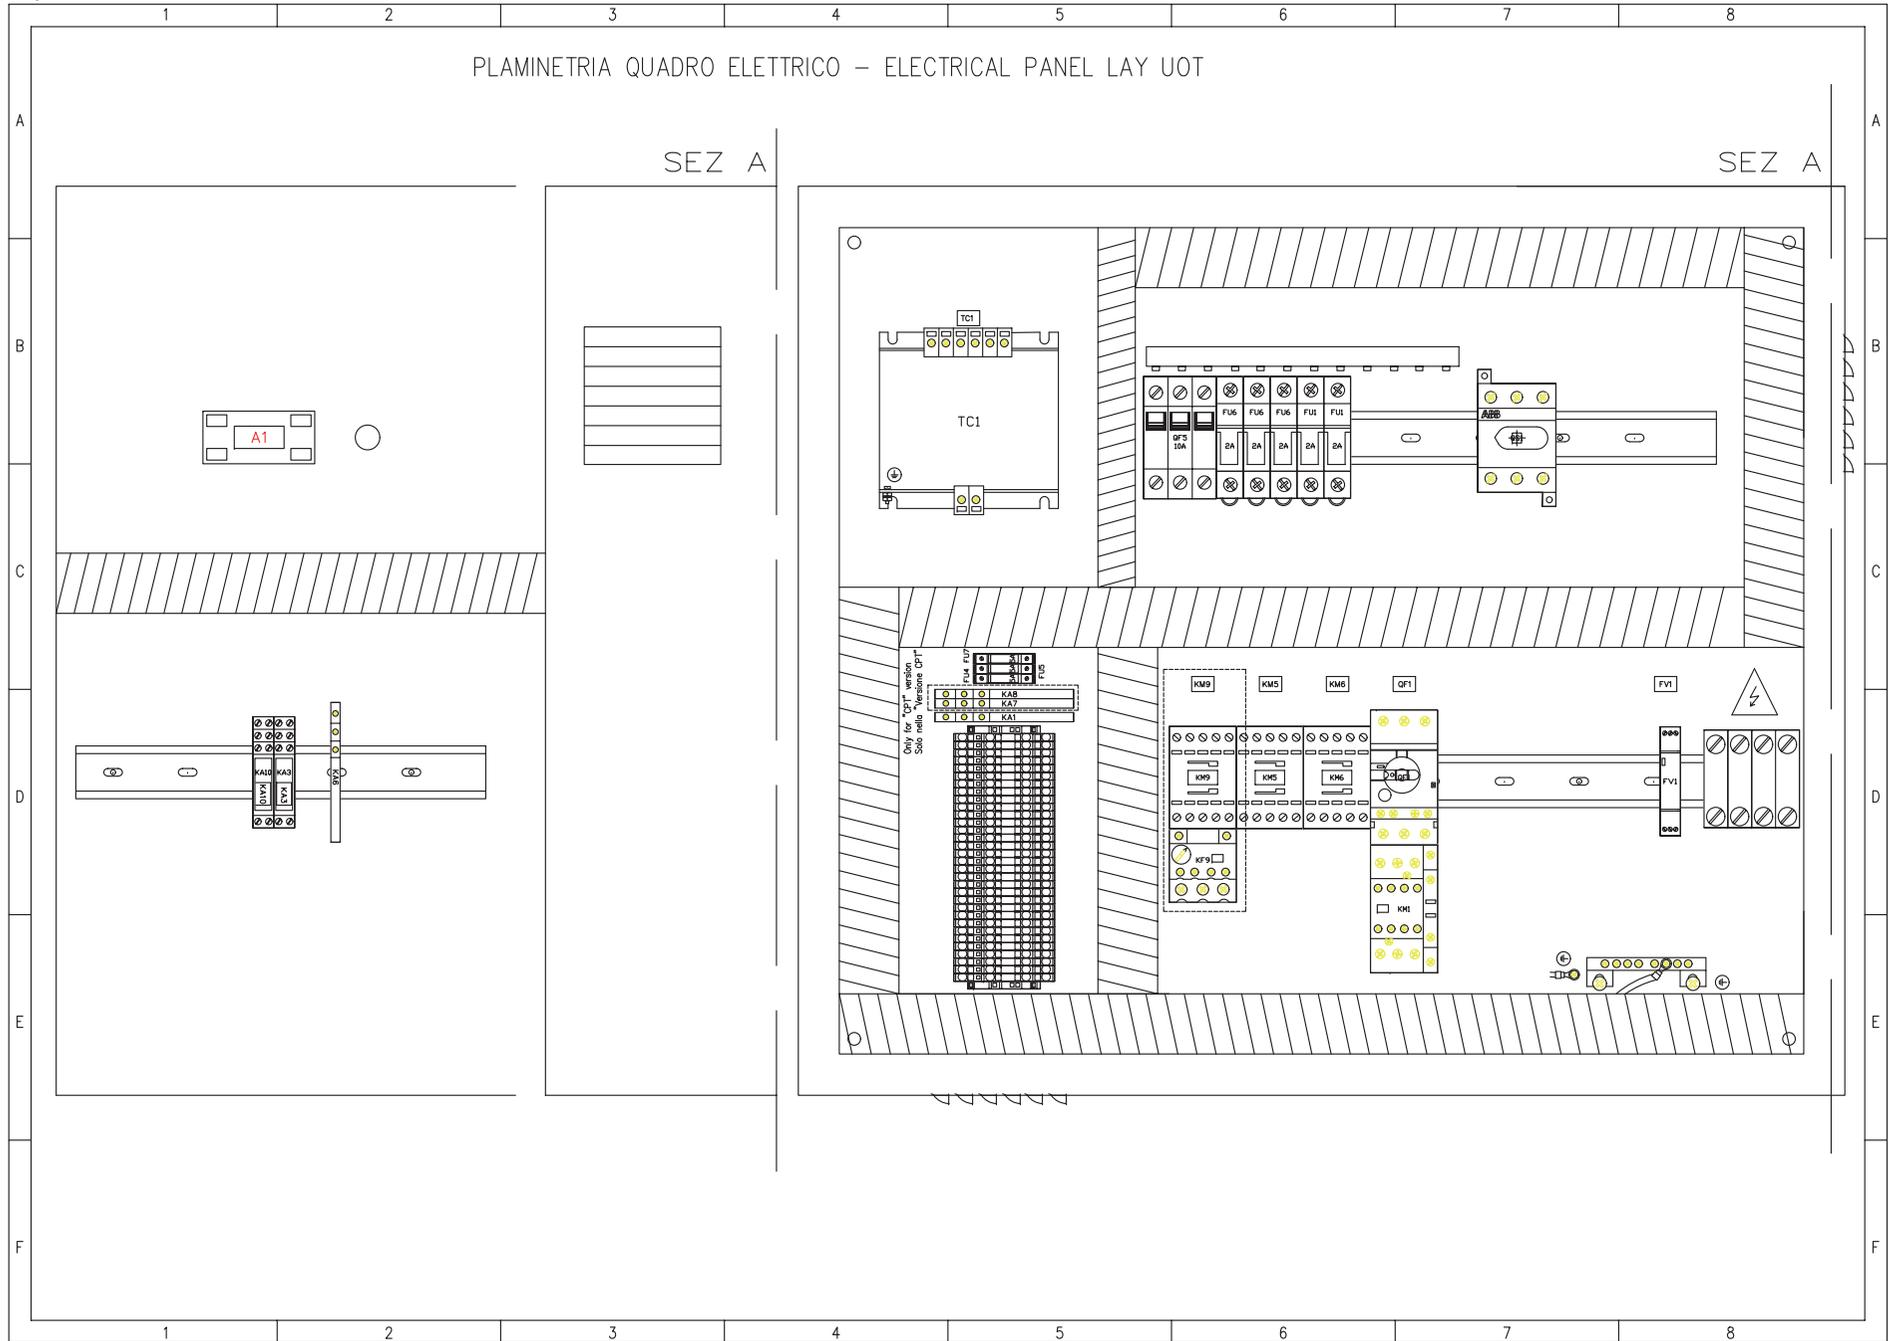 1 2 3 4 5 6 7 8
PLAMINETRIA QUADRO ELETTRICO – ELECTRICAL PANEL LAY UOT
A A
SEZ A SEZ A
TC1
B B
FU6 FU6 FU6 FU1 FU1
ABB
TC1
A1
QF5
10A 2A 2A 2A 2A 2A
C C
Only for "CPT" version
Solo nella "Versione CPT"
FU4 FU7
FU5
KM9 KM5 KM6 QF1 FV1
KA8
KA7
KA1
KA10 KA3
KA10 KA3 KA6
KM9 KM5 KM6 QF1 FV1
D D
KF9
KM1
E E
F F
1 2 3 4 5 6 7 8